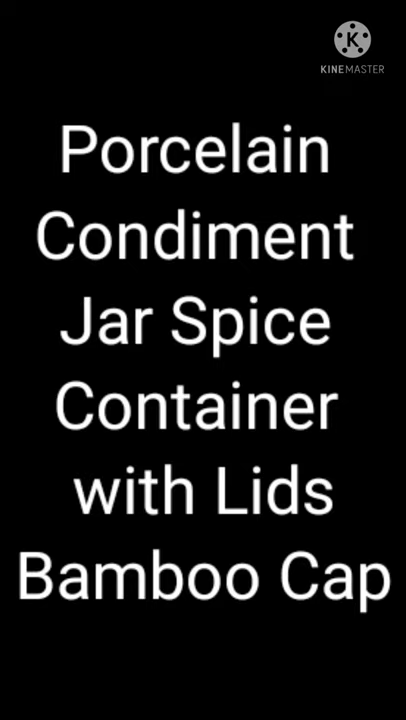 KINEMASTER
Porcelain
Condiment
Jar Spice
Container
with Lids
Bamboo Cap